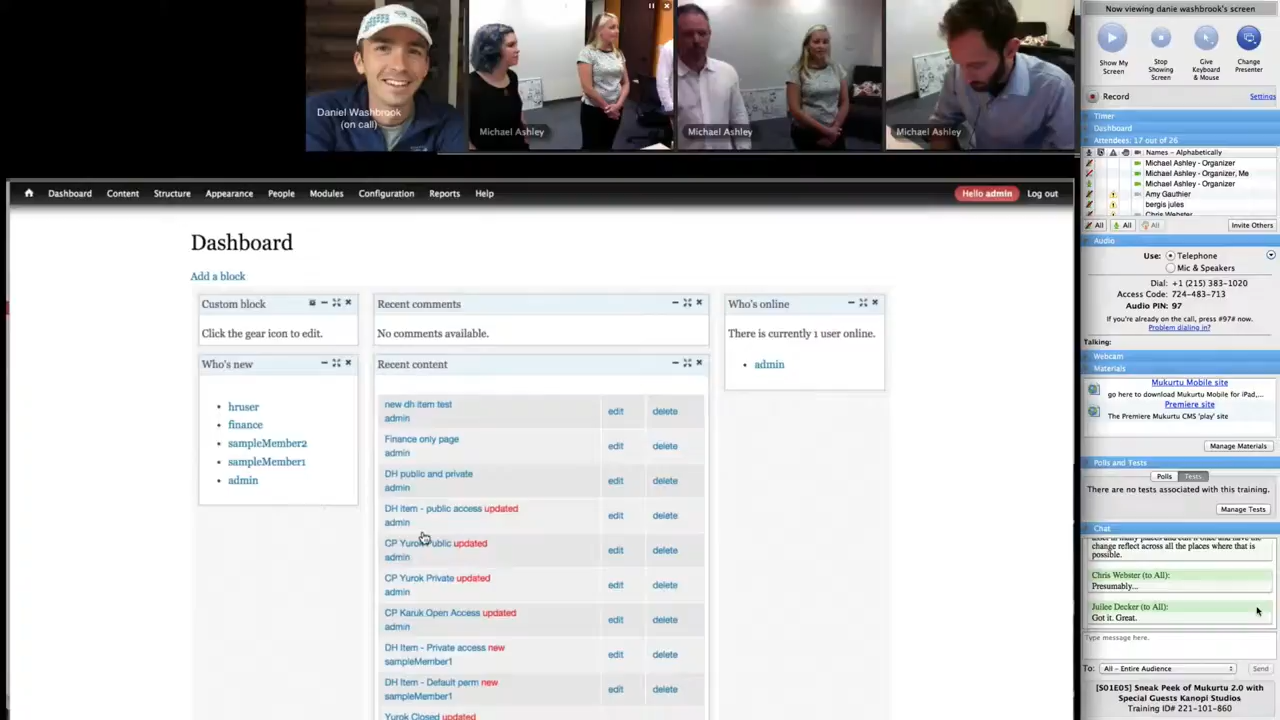 Daniel Washbrook
(on call)
Michael Ashley
Michael Ashley
Michael Ashley
Dashboard
Content
Structure
Appearance
People
Modules
Configuration
Reports
Help
Hello admin
Log out
Dashboard
Add a block
Custom block
Click the gear icon to edit.
Who's new
hruser
finance
sampleMember2
sampleMember1
admin
Recent comments
No comments available.
Recent content
new dh item test
admin
edit
delete
Finance only page
admin
edit
delete
DH public and private
admin
edit
delete
DH item - public access updated
admin
edit
delete
CP Yurok Public updated
admin
edit
delete
CP Yurok Private updated
admin
edit
delete
CP Karuk Open Access updated
admin
edit
delete
DH Item - Private access new
sampleMember1
edit
delete
DH Item - Default perm new
sampleMember1
edit
delete
Yurok Closed updated
Who's online
There is currently 1 user online.
admin
Now viewing danie washbrook's screen
Show My
Screen
Stop
Showing
Screen
Give
Keyboard
& Mouse
Change
Presenter
Record
Settings
Timer
Dashboard
Attendees: 17 out of 26
Names - Alphabetically
Michael Ashley - Organizer
Michael Ashley - Organizer, Me
Michael Ashley - Organizer
Amy Gauthier
bergis jules
Chris Webster
All
All
All
Invite Others
Audio
Use:
Telephone
Mic & Speakers
Dial: +1 (215) 383-1020
Access Code: 724-483-713
Audio PIN: 97
If you're already on the call, press #97# now.
Problem dialing in?
Talking:
Webcam
Materials
Mukurtu Mobile site
go here to download Mukurtu Mobile for iPad,...
Premiere site
The Premiere Mukurtu CMS 'play' site
Manage Materials
Polls and Tests
Polls
Tests
There are no tests associated with this training.
Manage Tests
Chat
change reflect across all the places where that is
possible.
Chris Webster (to All):
Presumably...
Juilee Decker (to All):
Got it. Great.
Type message here.
To:
All - Entire Audience
Send
[S01E05] Sneak Peek of Mukurtu 2.0 with
Special Guests Kanopi Studios
Training ID# 221-101-860